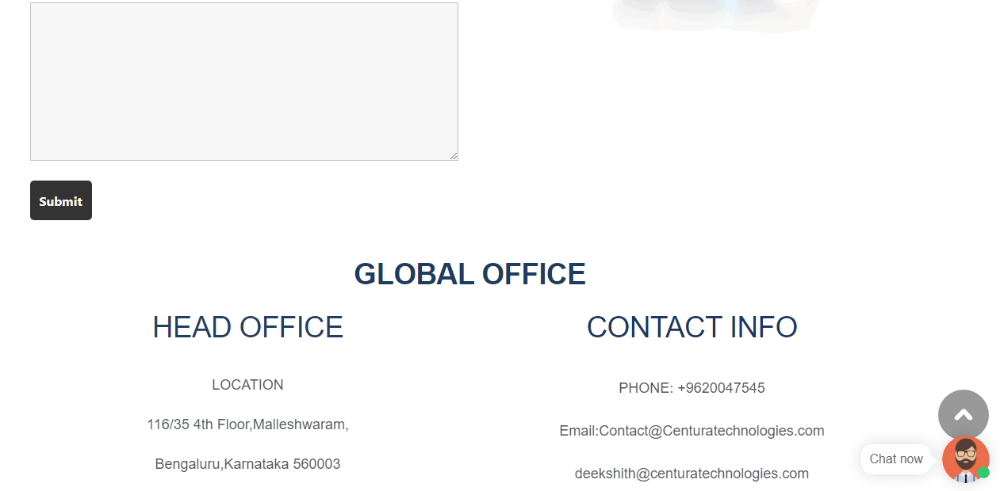 Submit
GLOBAL OFFICE
HEAD OFFICE
LOCATION
116/35 4th Floor,Malleshwaram,
Bengaluru,Karnataka 560003
CONTACT INFO
PHONE: +9620047545
Email:Contact@Centuratechnologies.com
deekshith@centuratechnologies.com
Chat now